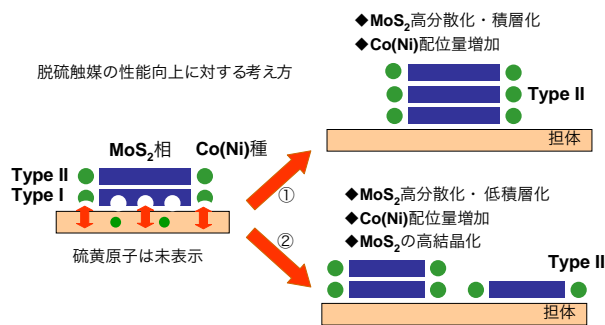 脱硫触媒の性能向上に対する考え方
◆MoS2高分散化・積層化
◆Co(Ni)配位量増加
Type II
担体
MoS2相 Co(Ni)種
Type II
Type I
硫黄原子は未表示
①
②
◆MoS2高分散化・ 低積層化
◆Co(Ni)配位量増加
◆MoS2の高結晶化
Type II
担体